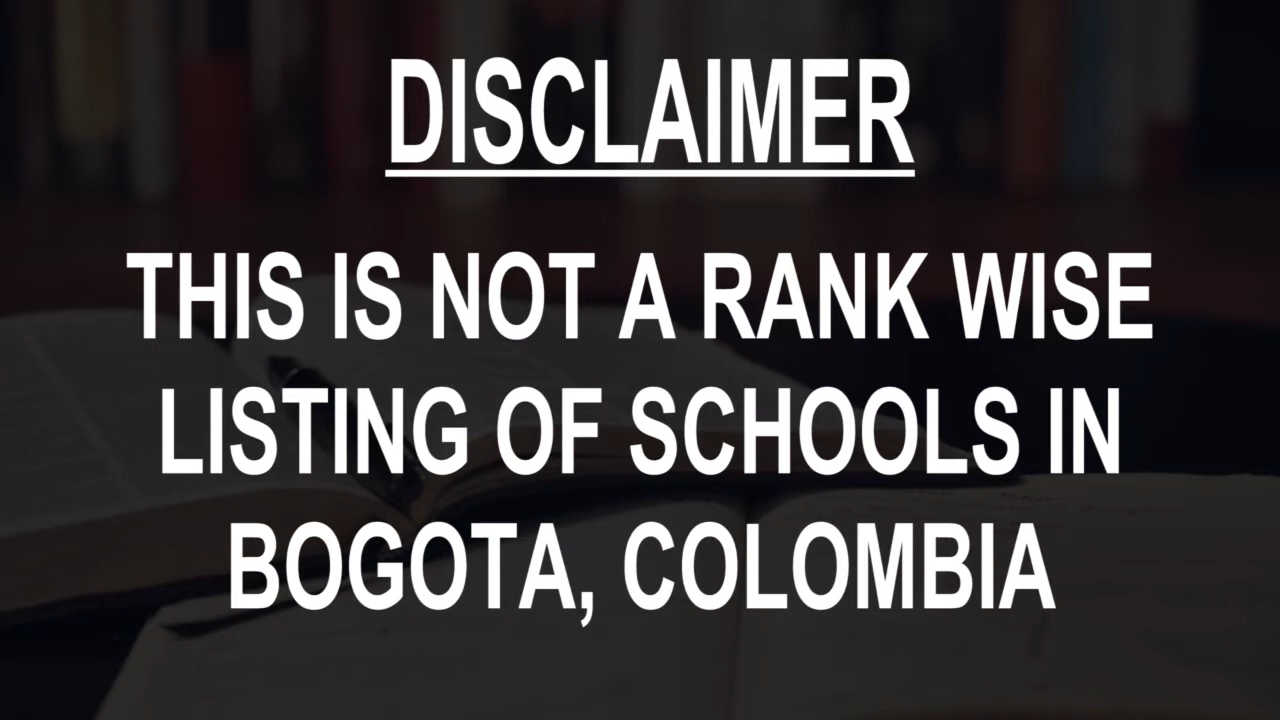 DISCLAIMER
THIS IS NOT A RANK WISE
LISTING OF SCHOOLS IN
BOGOTA, COLOMBIA